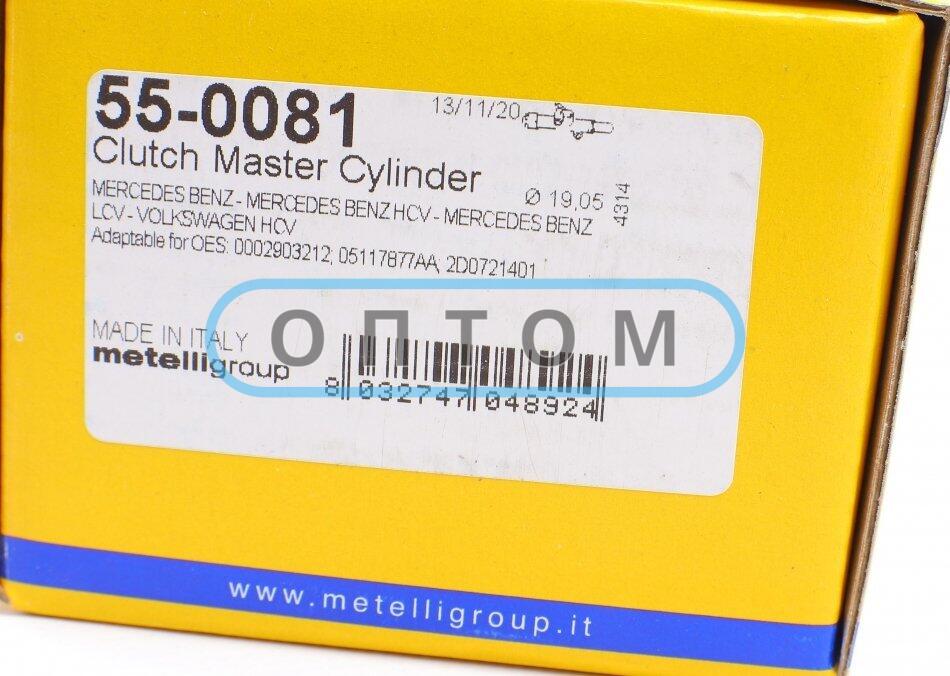 55-0081
13/11/20
Clutch Master Cylinder
Ø 19,05
4314
MERCEDES BENZ - MERCEDES BENZ HCV - MERCEDES BENZ
LCV - VOLKSWAGEN HCV
Adaptable for OES: 0002903212; 05117877AA; 2D0721401
ОПТОМ
MADE IN ITALY
metelligroup
8 032747 048924
www.metelligroup.it